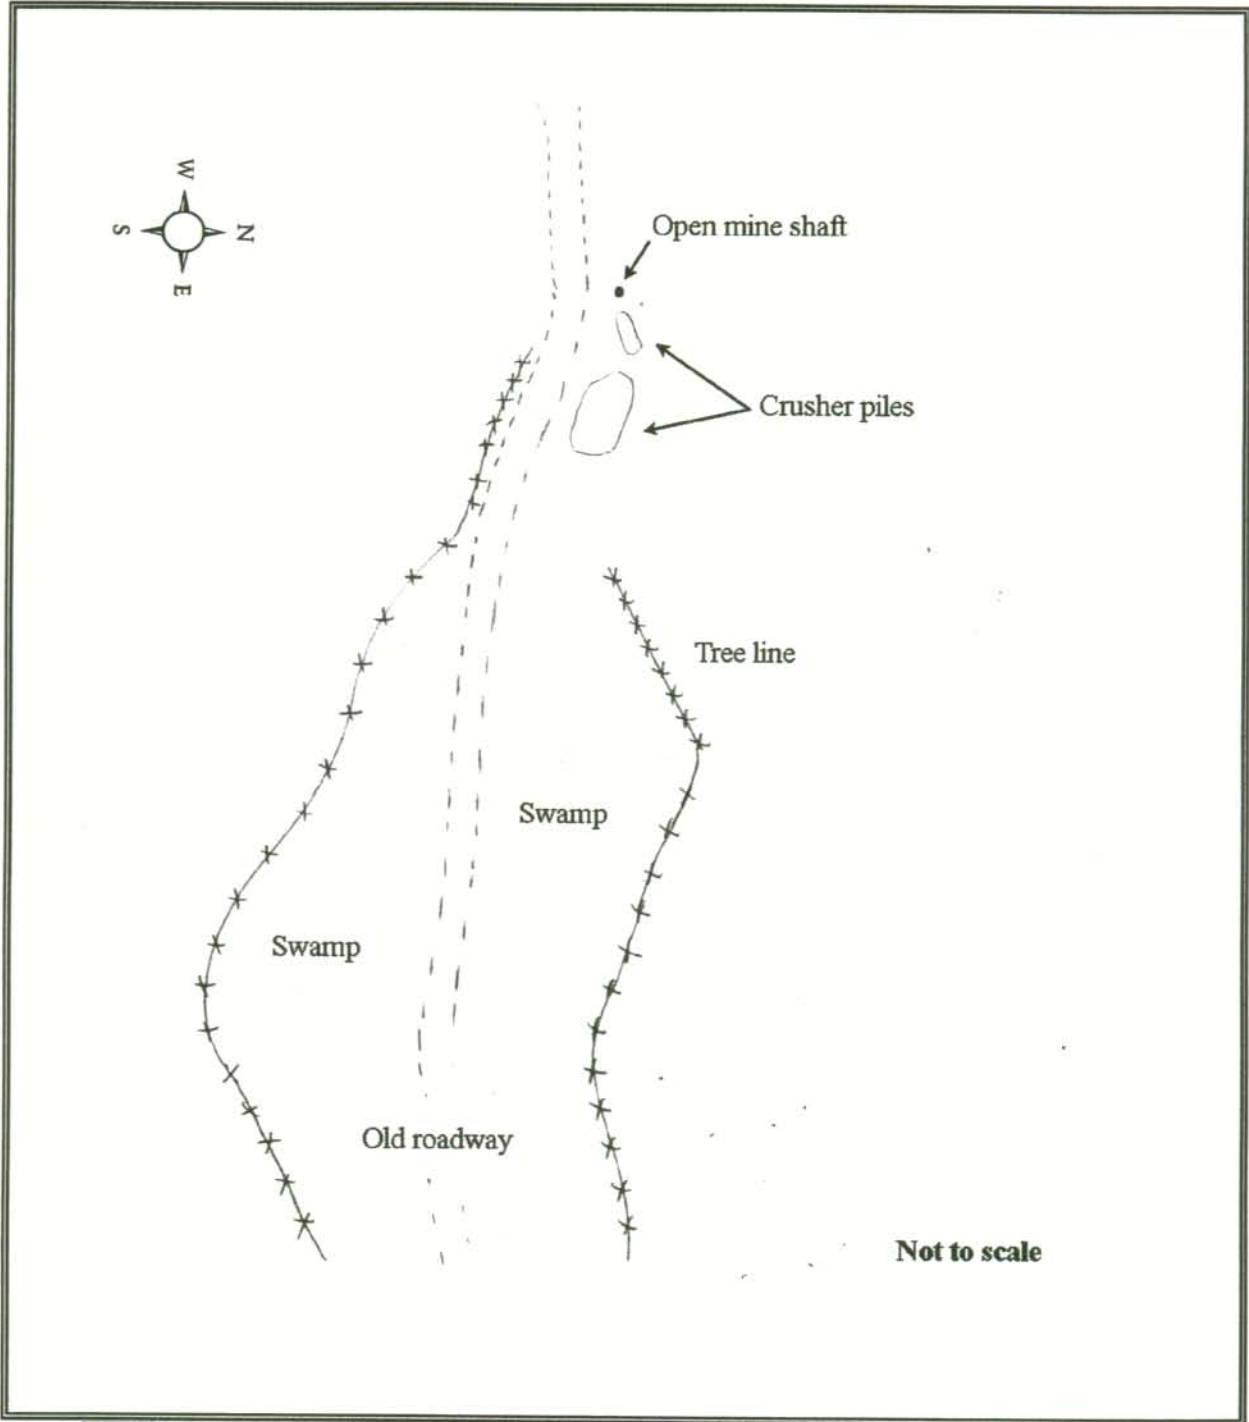 W
S
N
E
Open mine shaft
Crusher piles
Tree line
Swamp
Swamp
Old roadway
Not to scale